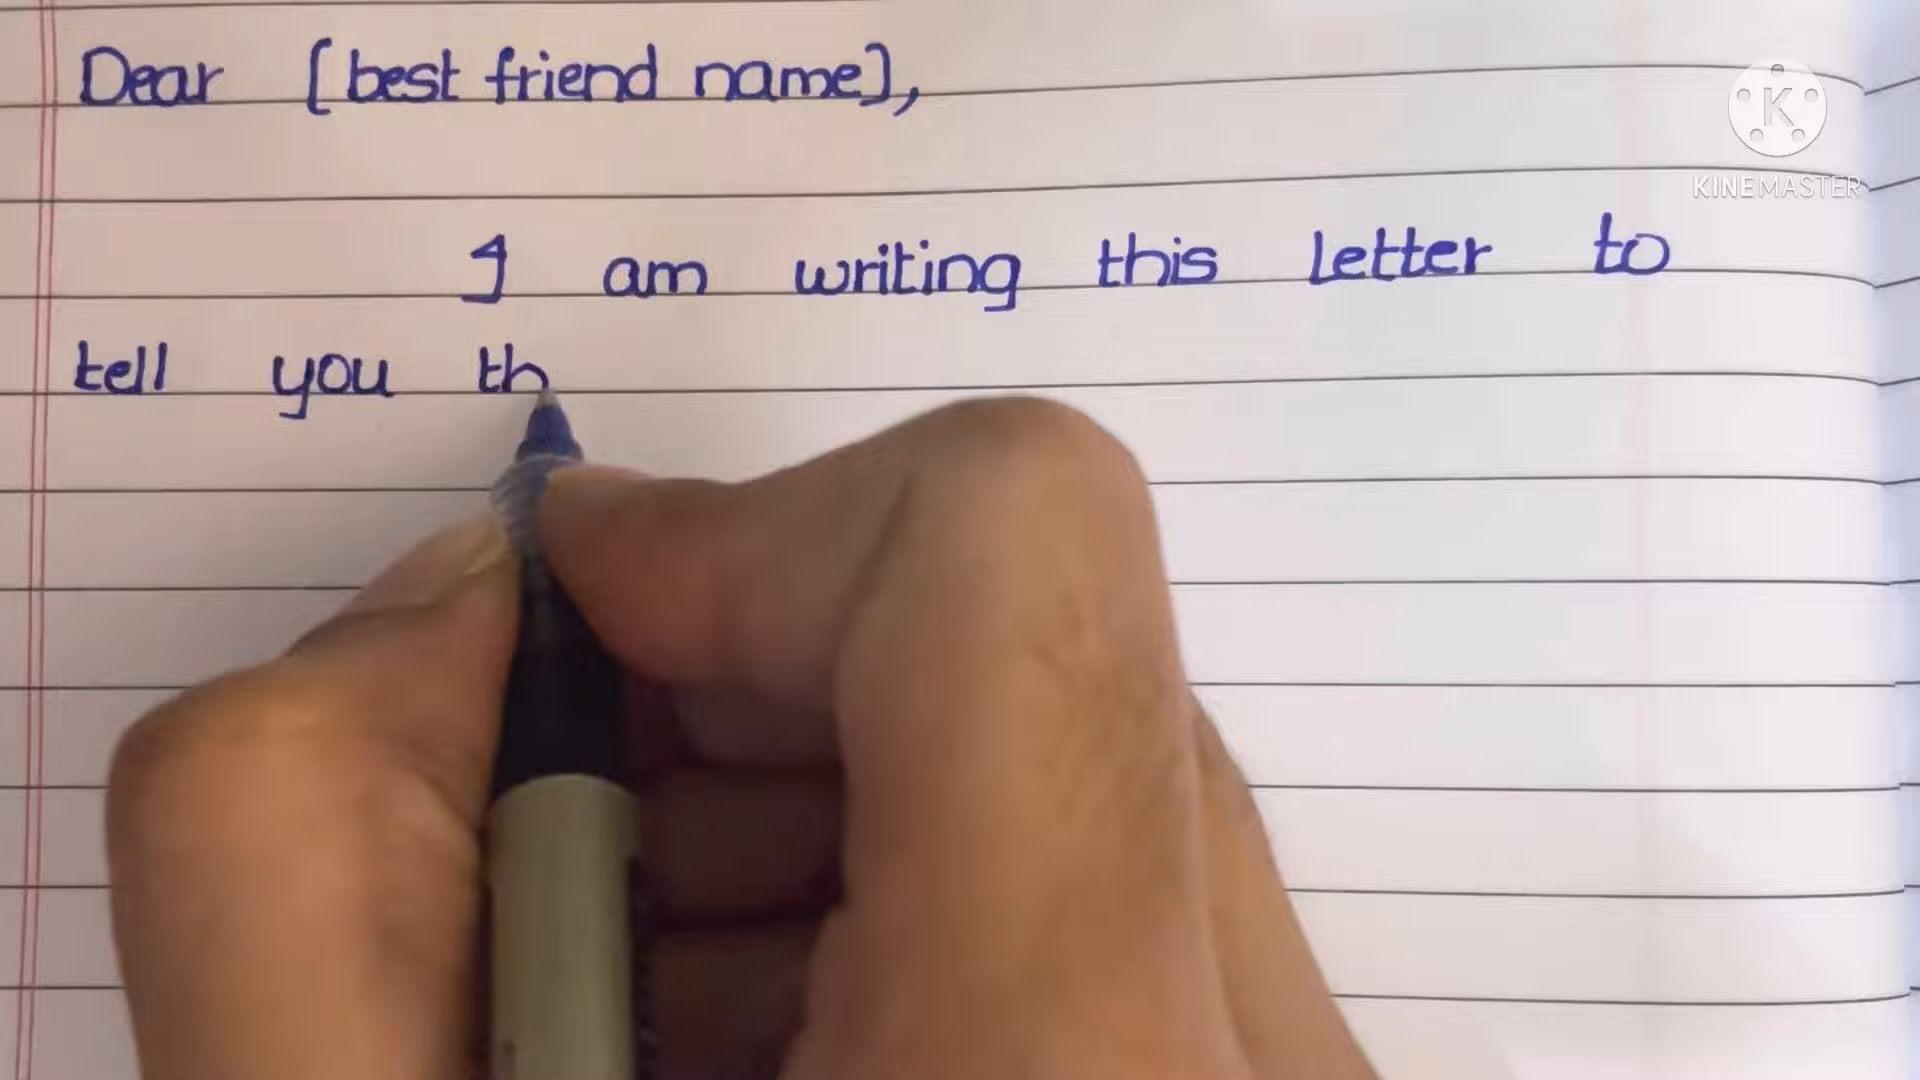 Dear [best friend name],
K
KINEMASTER
I am writing this letter to
tell you th